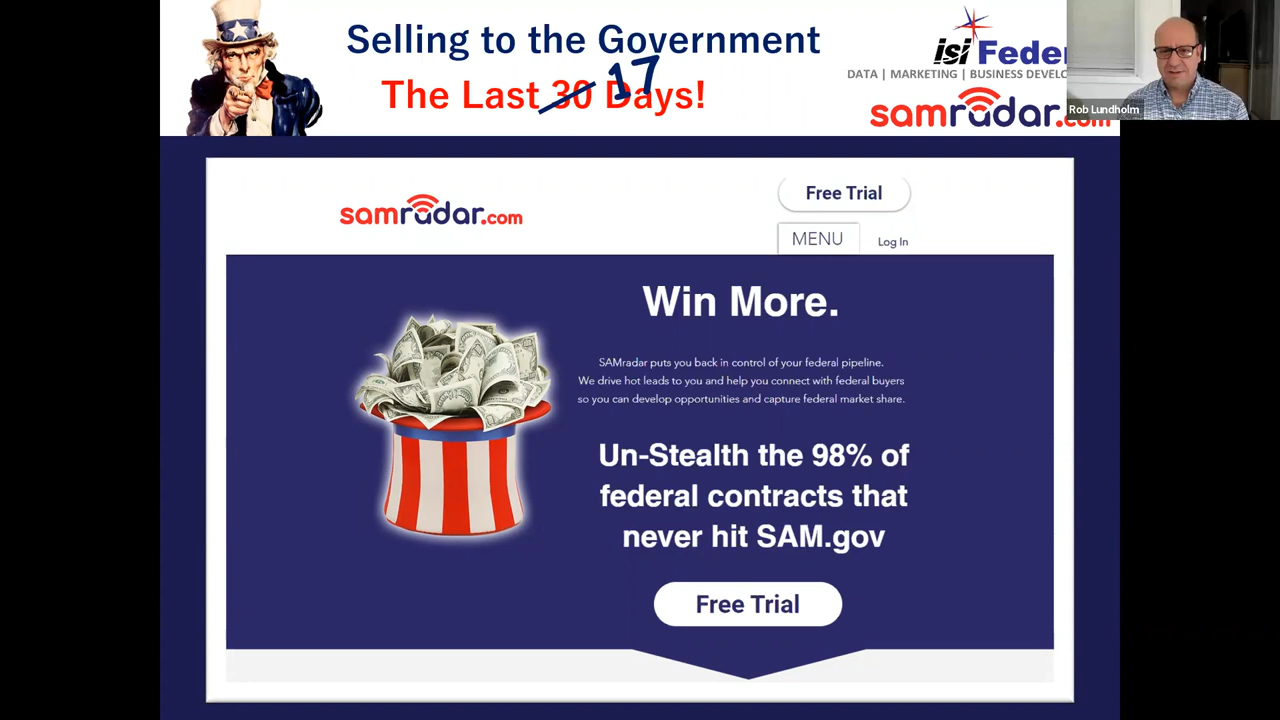 Selling to the Government
The Last 30 17 Days!
isi Feder
DATA | MARKETING | BUSINESS DEVELO
samradar.com
Rob Lundholm
samradar.com
Free Trial
MENU
Log In
Win More.
SAMradar puts you back in control of your federal pipeline.
We drive hot leads to you and help you connect with federal buyers
so you can develop opportunities and capture federal market share.
Un-Stealth the 98% of
federal contracts that
never hit SAM.gov
Free Trial